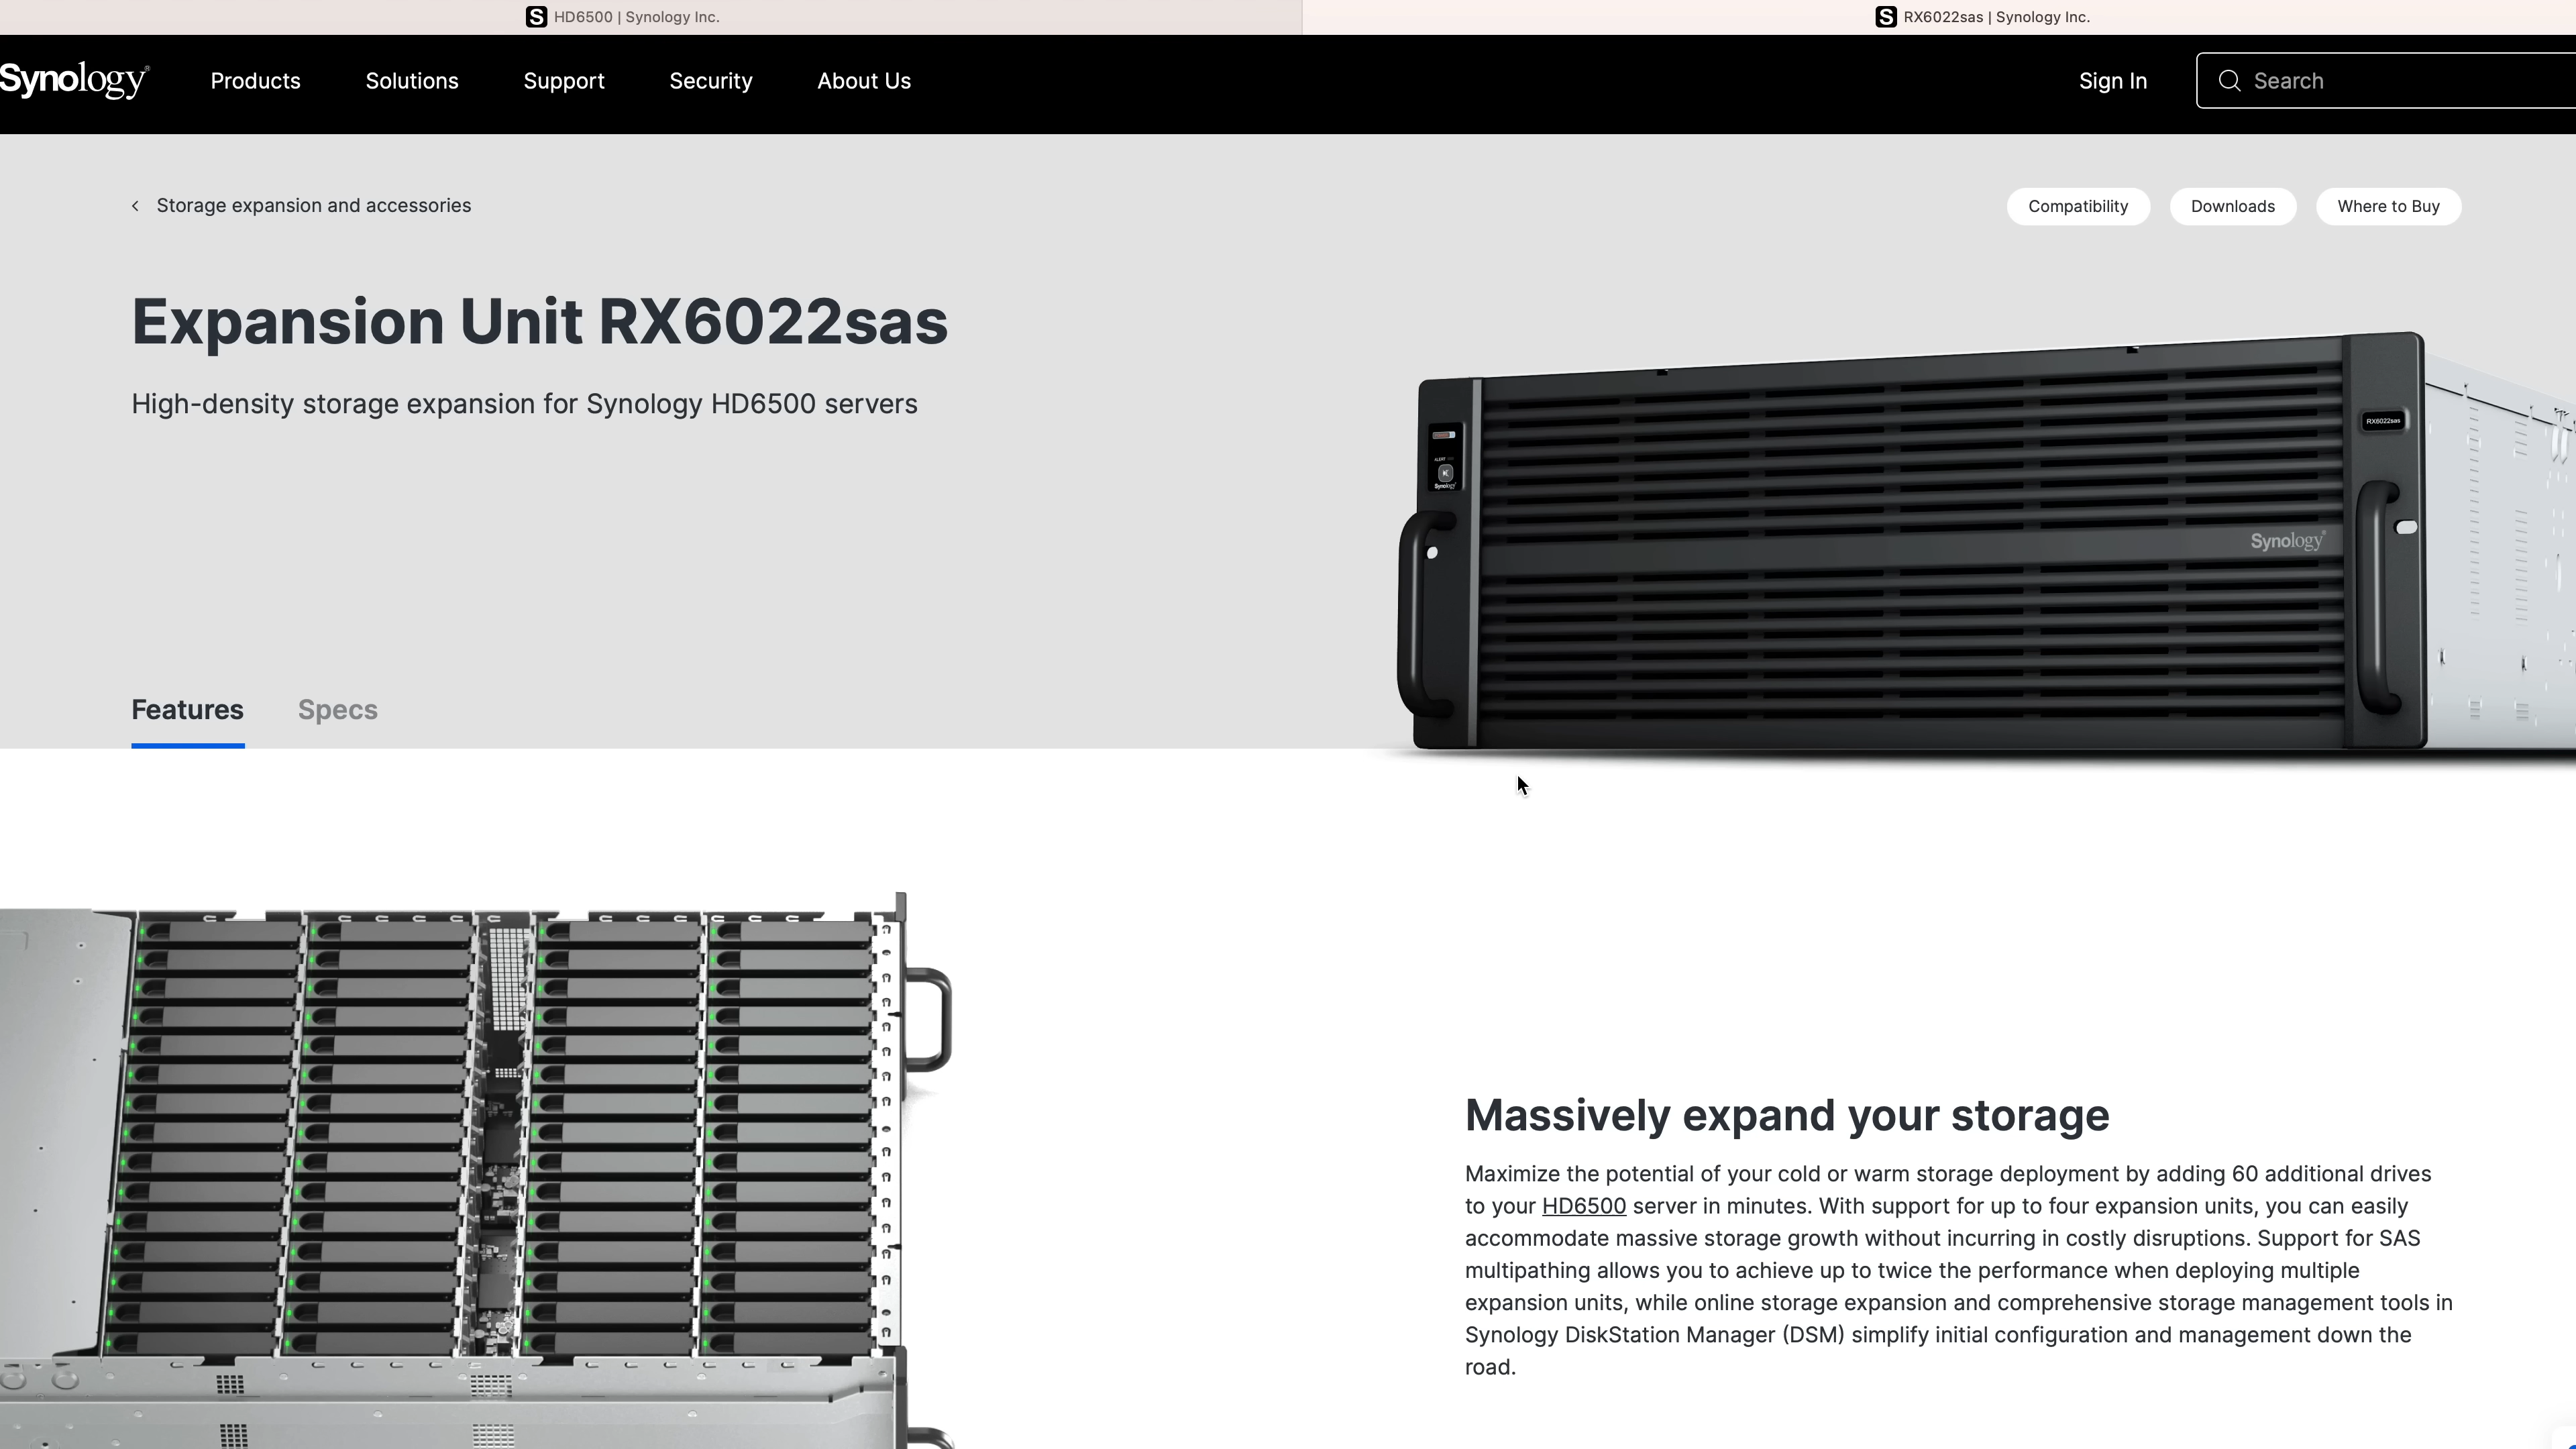 HD6500 | Synology Inc.
RX6022sas | Synology Inc.
Synology
Products
Solutions
Support
Security
About Us
Sign In
Search
Storage expansion and accessories
Compatibility
Downloads
Where to Buy
Expansion Unit RX6022sas
High-density storage expansion for Synology HD6500 servers
RX6022sas
ALERT
Synology
Synology
Features
Specs
Massively expand your storage
Maximize the potential of your cold or warm storage deployment by adding 60 additional drives
to your HD6500 server in minutes. With support for up to four expansion units, you can easily
accommodate massive storage growth without incurring in costly disruptions. Support for SAS
multipathing allows you to achieve up to twice the performance when deploying multiple
expansion units, while online storage expansion and comprehensive storage management tools in
Synology DiskStation Manager (DSM) simplify initial configuration and management down the
road.